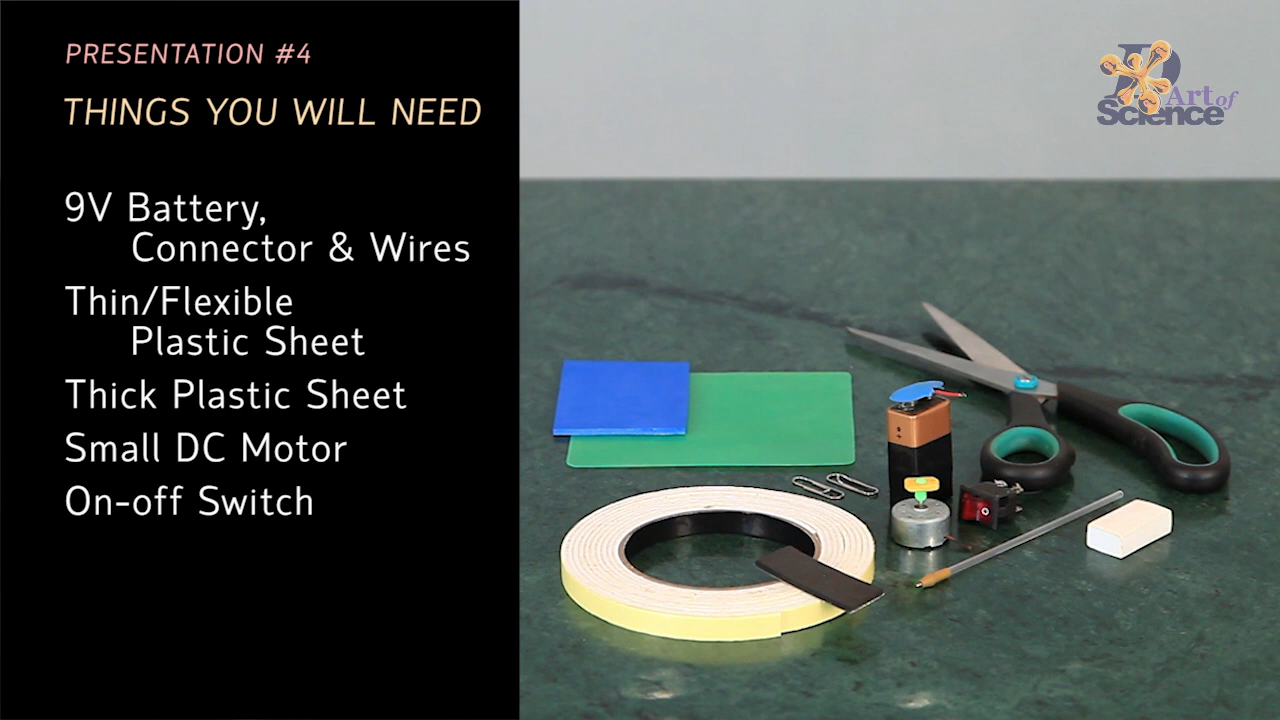 PRESENTATION #4
THINGS YOU WILL NEED
9V Battery,
Connector & Wires
Thin/Flexible
Plastic Sheet
Thick Plastic Sheet
Small DC Motor
On-off Switch
Art of
Science